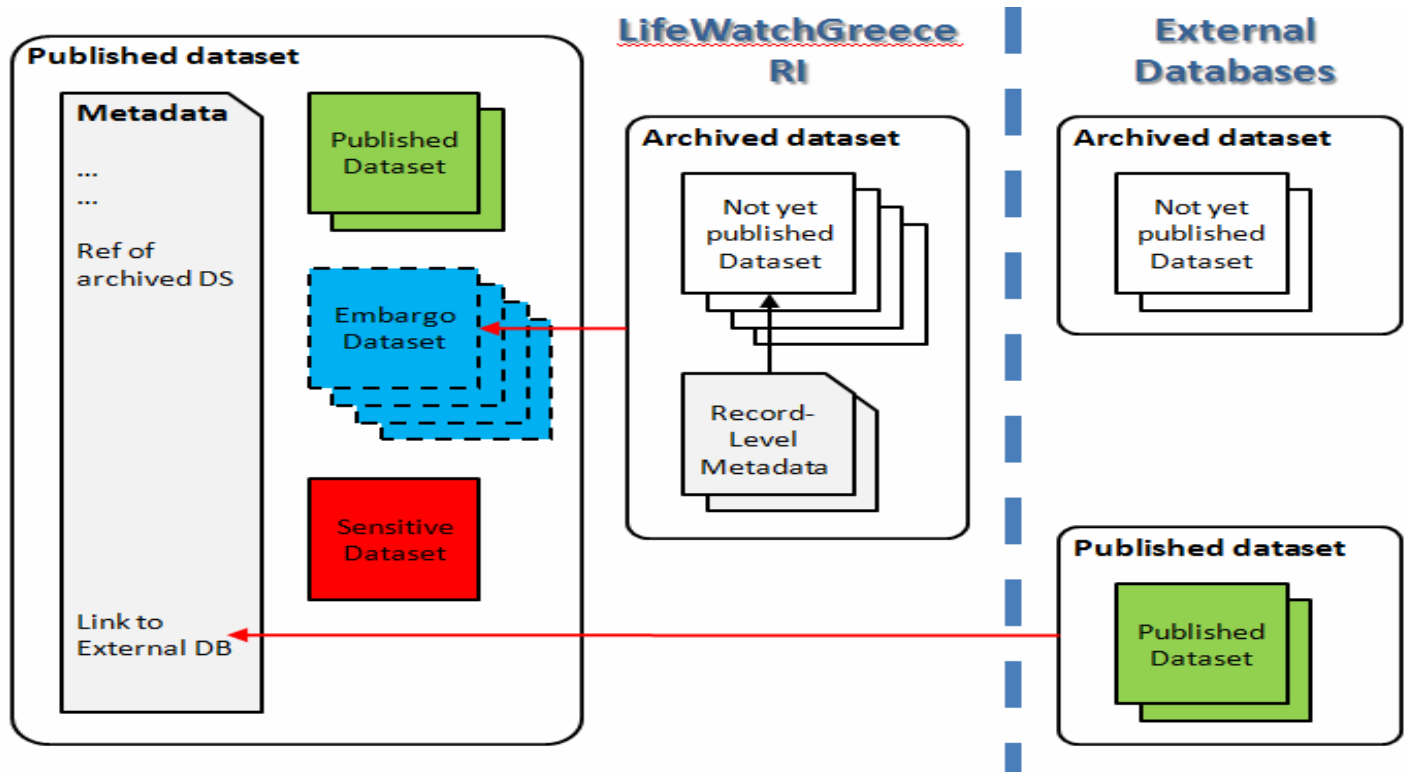 LifeWatchGreece
RI
External
Databases
Published dataset
Metadata
...
...
Ref of
archived DS
Link to
External DB
Published
Dataset
Embargo
Dataset
Sensitive
Dataset
Archived dataset
Not yet
published
Dataset
Record-
Level
Metadata
Archived dataset
Not yet
published
Dataset
Published dataset
Published
Dataset